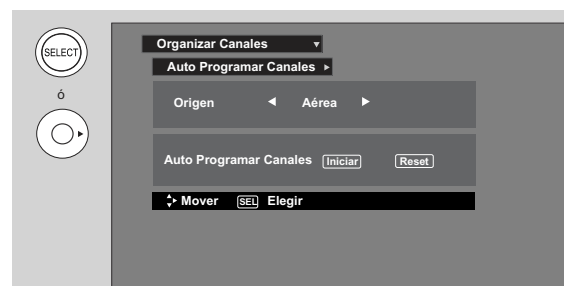 SELECT
ó
Organizar Canales
Auto Programar Canales
Origen Aérea
Auto Programar Canales Iniciar Reset
Mover SEL Elegir